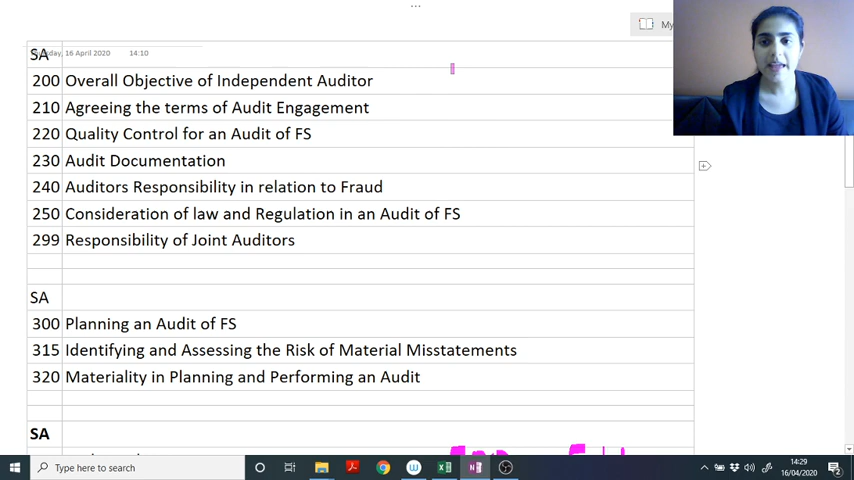 ...
My
SA
day, 16 April 2020 14:10
200 Overall Objective of Independent Auditor
210 Agreeing the terms of Audit Engagement
220 Quality Control for an Audit of FS
230 Audit Documentation
240 Auditors Responsibility in relation to Fraud
250 Consideration of law and Regulation in an Audit of FS
299 Responsibility of Joint Auditors
SA
300 Planning an Audit of FS
315 Identifying and Assessing the Risk of Material Misstatements
320 Materiality in Planning and Performing an Audit
SA
Type here to search
14:29
16/04/2020
2